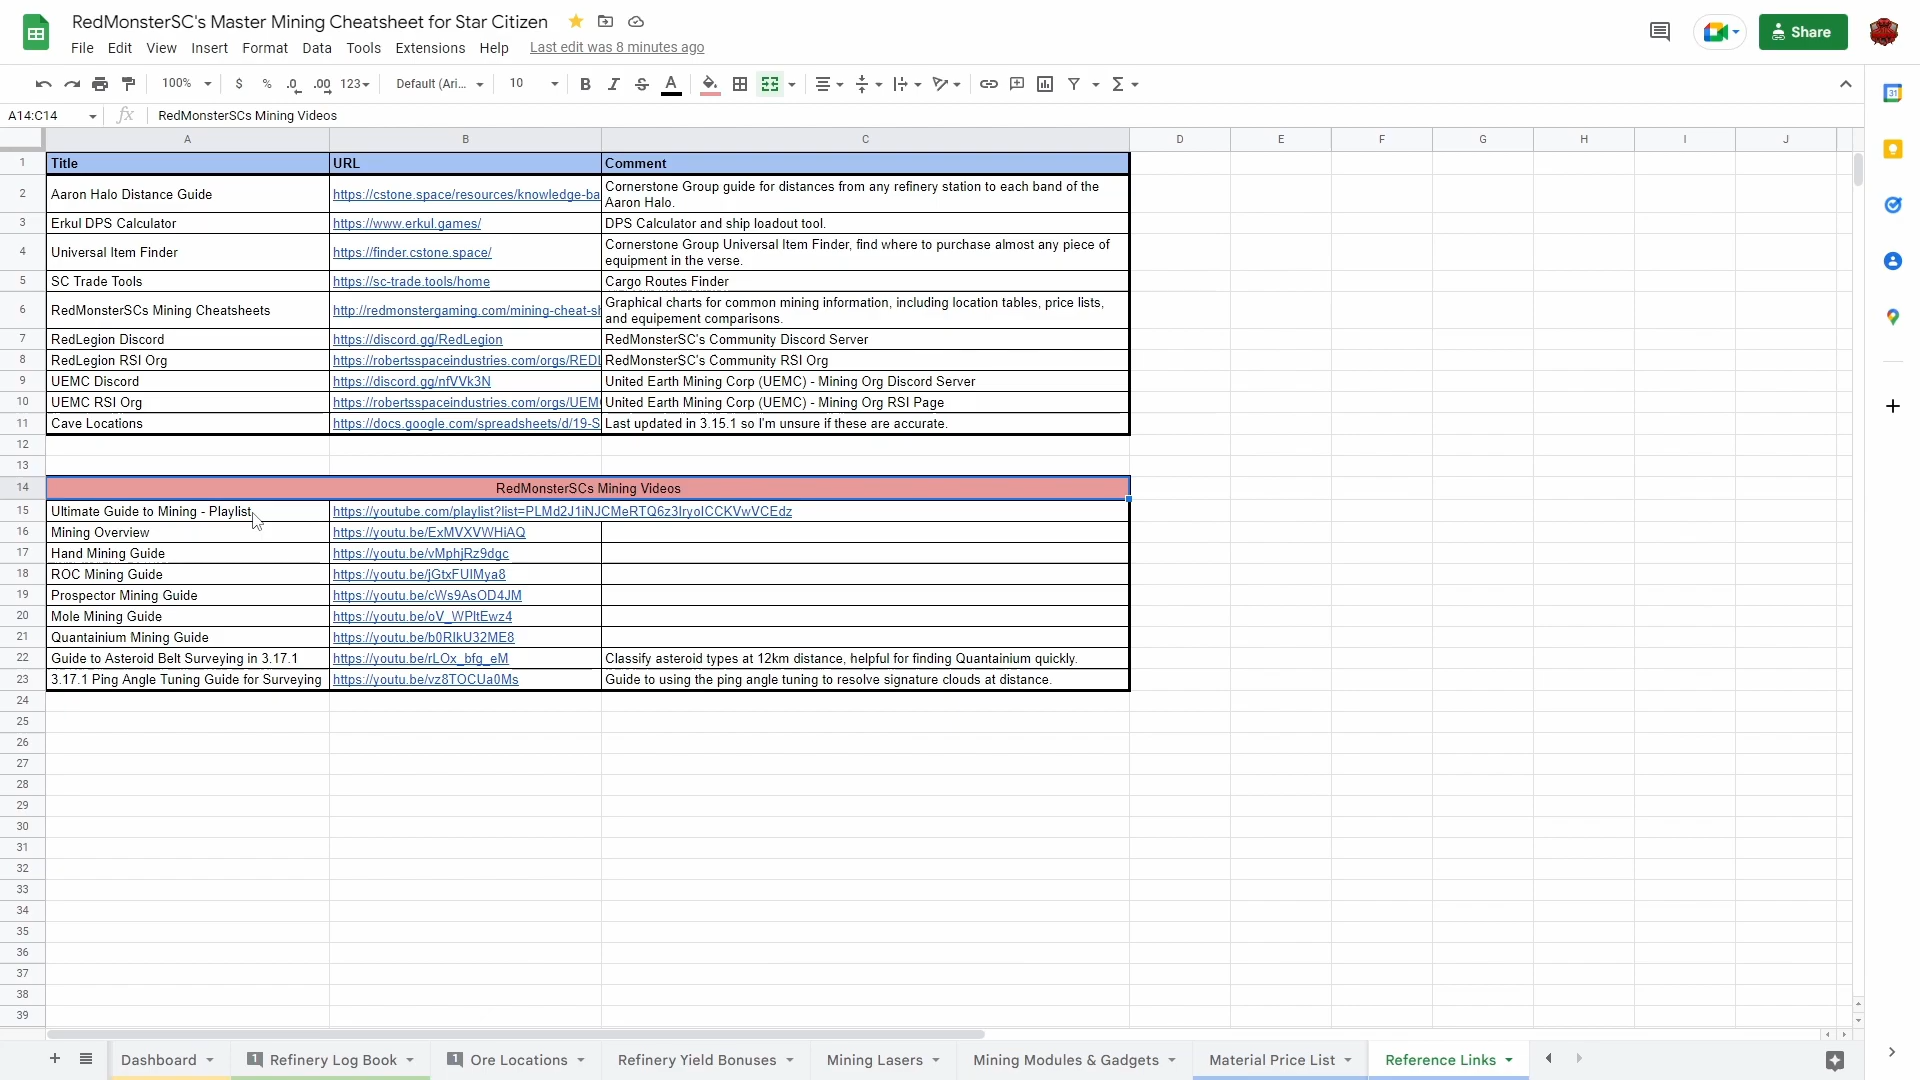 RedMonsterSC's Master Mining Cheatsheet for Star Citizen
File Edit View Insert Format Data Tools Extensions Help Last edit was 8 minutes ago
Share
100% $ % .0 .00 123 Default (Ari... 10 B I S A
A14:C14 fx RedMonsterSCs Mining Videos
A B C D E F G H I J
1 Title URL Comment
2 Aaron Halo Distance Guide https://cstone.space/resources/knowledge-ba Cornerstone Group guide for distances from any refinery station to each band of the
Aaron Halo.
3 Erkul DPS Calculator https://www.erkul.games/ DPS Calculator and ship loadout tool.
4 Universal Item Finder https://finder.cstone.space/ Cornerstone Group Universal Item Finder, find where to purchase almost any piece of
equipment in the verse.
5 SC Trade Tools https://sc-trade.tools/home Cargo Routes Finder
6 RedMonsterSCs Mining Cheatsheets http://redmonstergaming.com/mining-cheat-sh Graphical charts for common mining information, including location tables, price lists,
and equipement comparisons.
7 RedLegion Discord https://discord.gg/RedLegion RedMonsterSC's Community Discord Server
8 RedLegion RSI Org https://robertsspaceindustries.com/orgs/REDL RedMonsterSC's Community RSI Org
9 UEMC Discord https://discord.gg/nfVVk3N United Earth Mining Corp (UEMC) - Mining Org Discord Server
10 UEMC RSI Org https://robertsspaceindustries.com/orgs/UEM United Earth Mining Corp (UEMC) - Mining Org RSI Page
11 Cave Locations https://docs.google.com/spreadsheets/d/19-S Last updated in 3.15.1 so I'm unsure if these are accurate.
12
13
14 RedMonsterSCs Mining Videos
15 Ultimate Guide to Mining - Playlist
16 Mining Overview https://youtu.be/ExMVXVWHiAQ
17 Hand Mining Guide https://youtu.be/vMphjRz9dgc
18 ROC Mining Guide
19 Prospector Mining Guide https://youtu.be/cWs9AsOD4JM
20 Mole Mining Guide
21 Quantainium Mining Guide
22 Guide to Asteroid Belt Surveying in 3.17.1 https://youtu.be/rLOx_bfg_eM Classify asteroid types at 12km distance, helpful for finding Quantainium quickly.
23 3.17.1 Ping Angle Tuning Guide for Surveying https://youtu.be/vz8TOCUa0Ms Guide to using the ping angle tuning to resolve signature clouds at distance.
24
25
26
27
28
29
30
31
32
33
34
35
36
37
38
39
Dashboard 1 Refinery Log Book 1 Ore Locations Refinery Yield Bonuses Mining Lasers Mining Modules & Gadgets Material Price List Reference Links